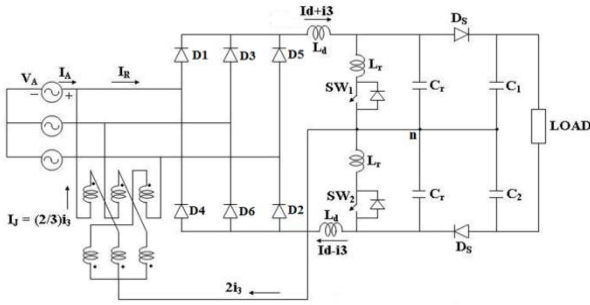 Id+i3
Ld
DS
VA
IA
IR
D1
D3
D5
Lr
Cr
C1
SW1
LOAD
n
Lr
IJ = (2/3)i3
D4
D6
D2
SW2
Ld
Cr
C2
Id-i3
DS
2i3